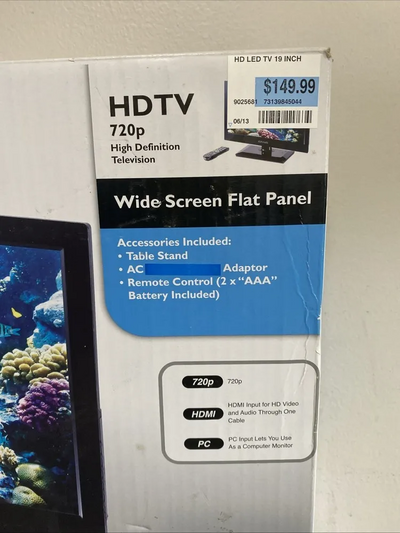 HD LED TV 19 INCH
$149.99
9025681 73139845044
06/13
HDTV
720p
High Definition
Television
Wide Screen Flat Panel
Accessories Included:
• Table Stand
• AC Adaptor
• Remote Control (2 x “AAA”
Battery Included)
720p 720p
HDMI HDMI Input for HD Video
and Audio Through One
Cable
PC PC Input Lets You Use
As a Computer Monitor